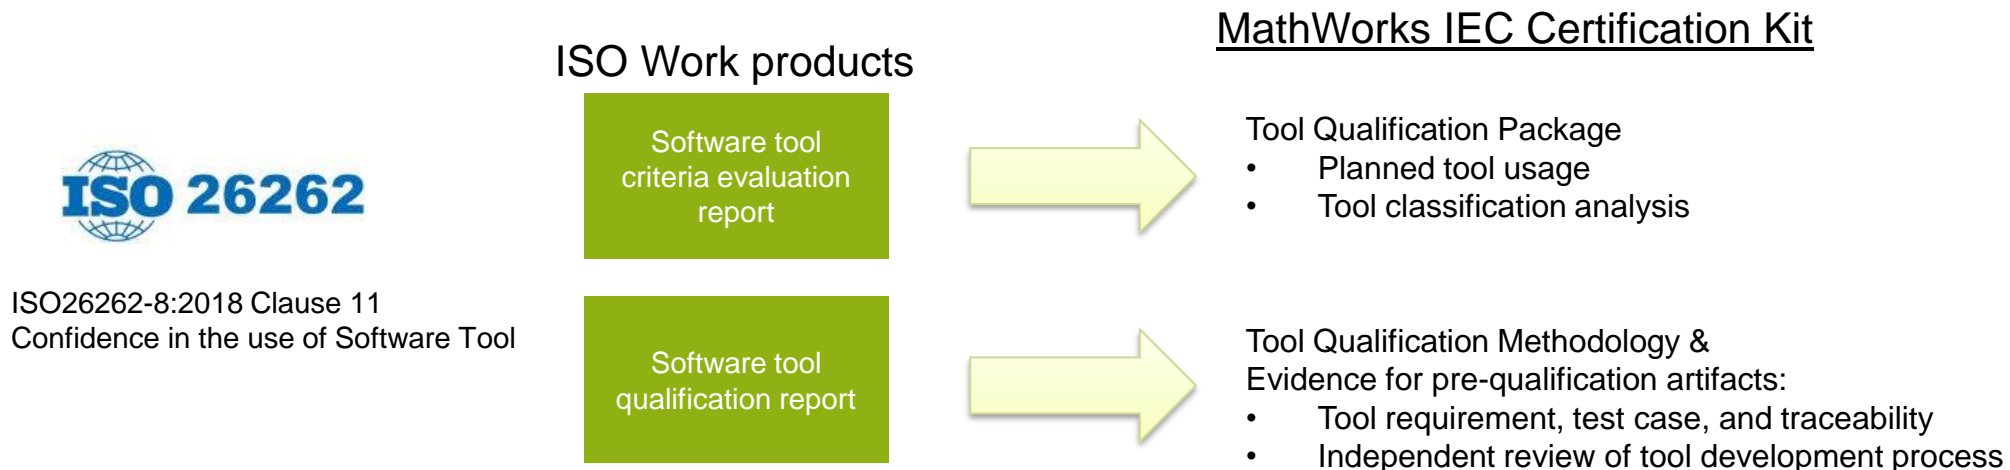 MathWorks IEC Certification Kit
ISO Work products
Software tool
criteria evaluation
report
Tool Qualification Package
• Planned tool usage
• Tool classification analysis
ISO 26262
ISO26262-8:2018 Clause 11
Confidence in the use of Software Tool
Software tool
qualification report
Tool Qualification Methodology &
Evidence for pre-qualification artifacts:
• Tool requirement, test case, and traceability
• Independent review of tool development process